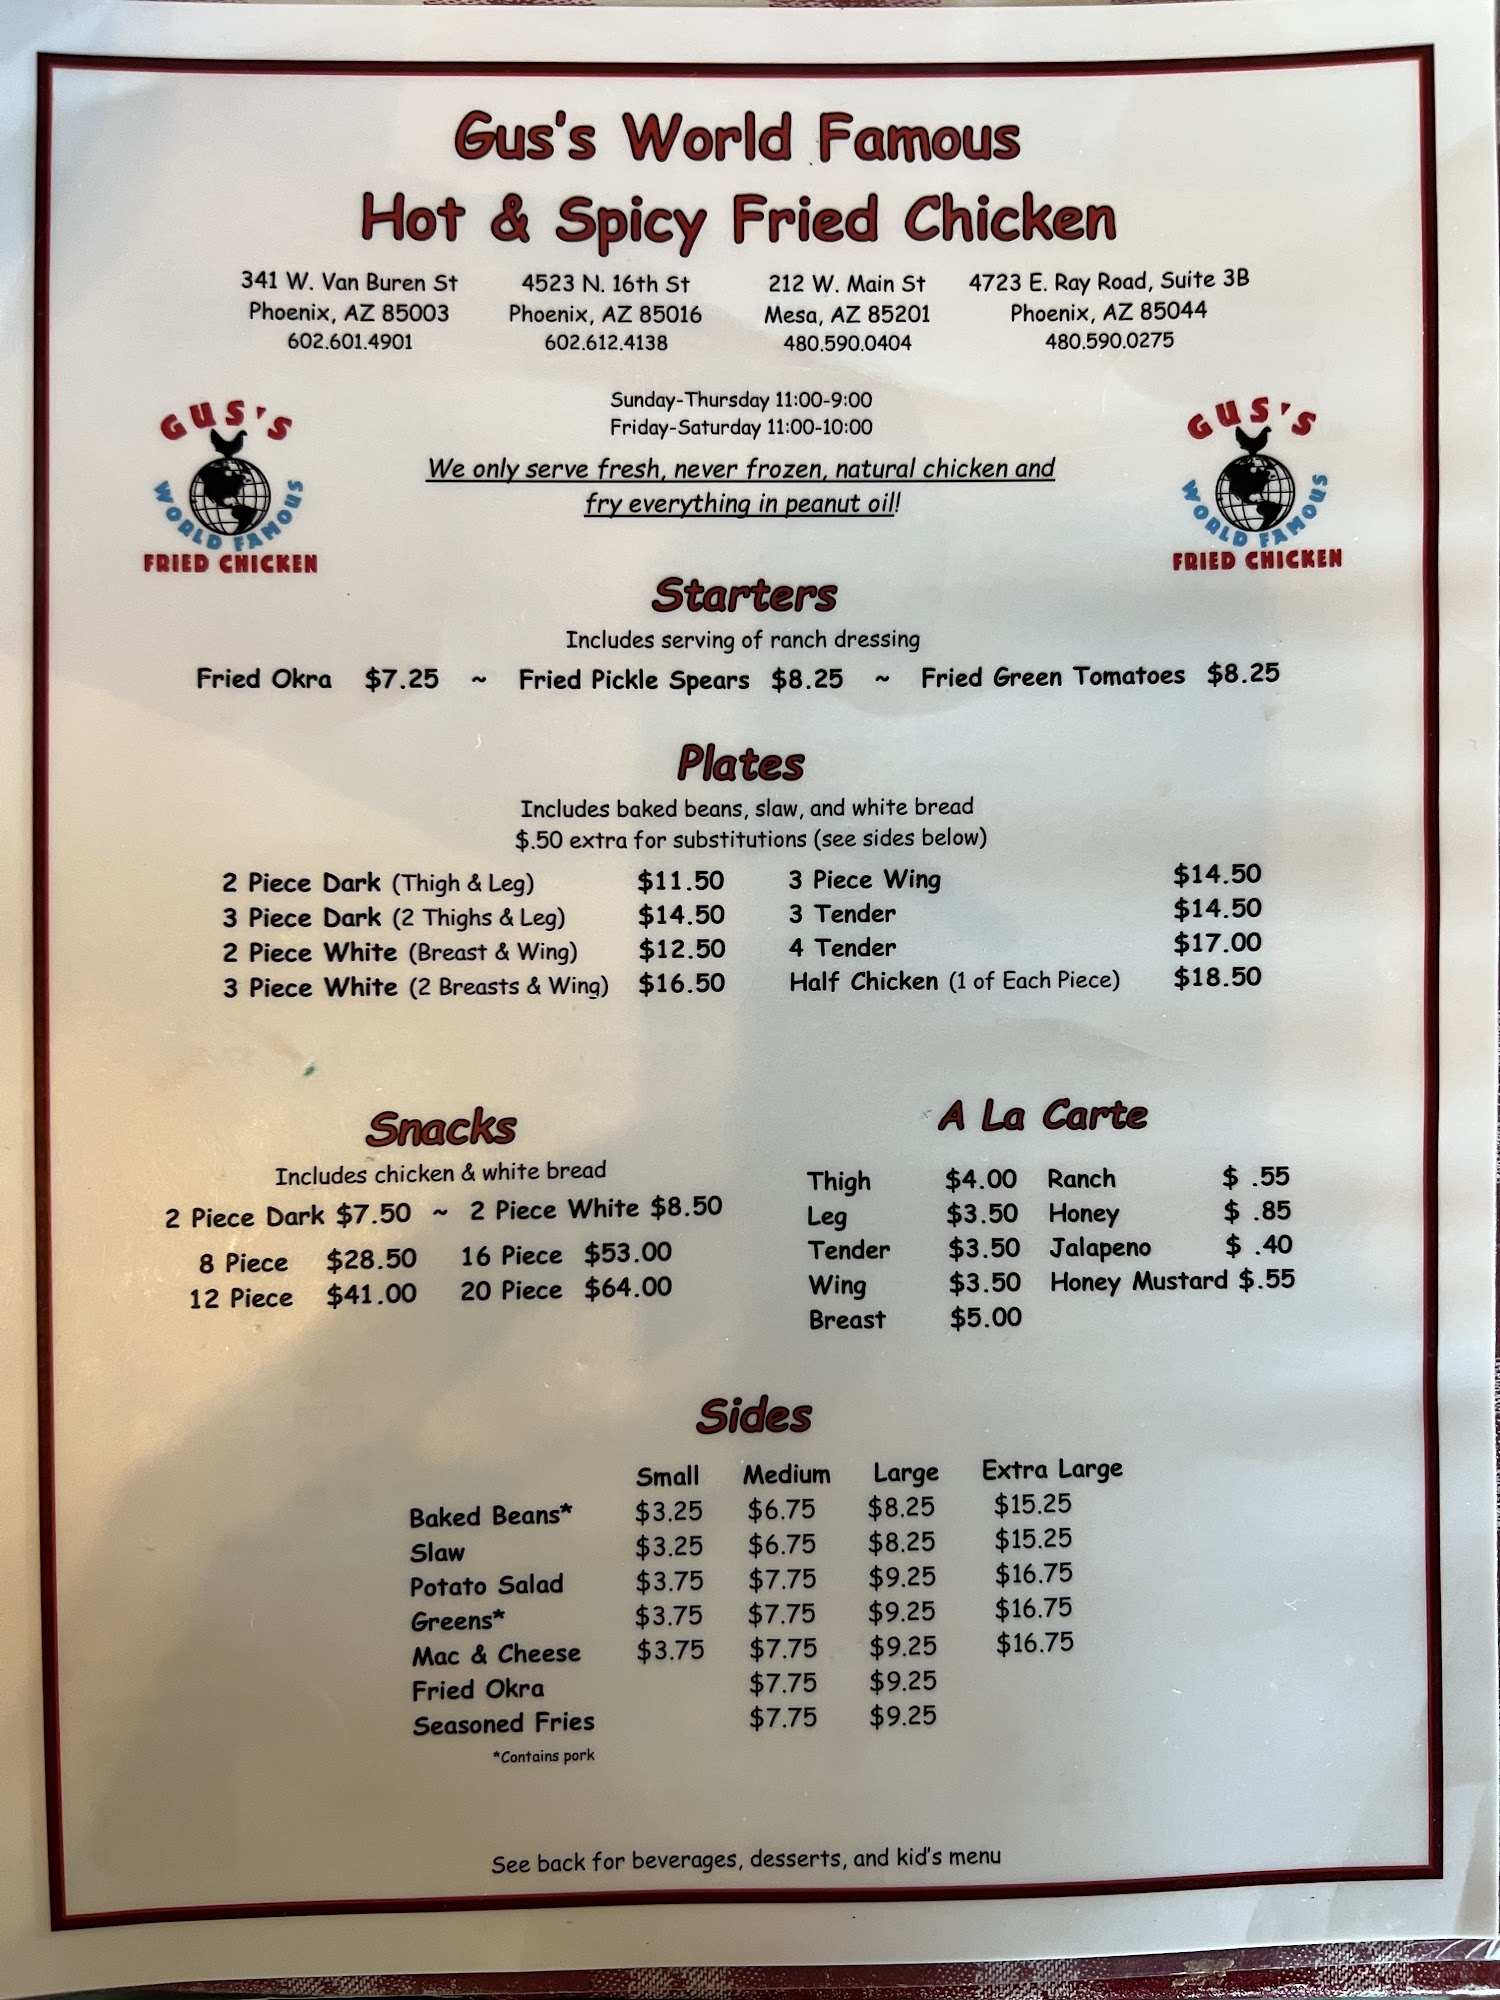 Gus's World Famous
Hot & Spicy Fried Chicken
341 W. Van Buren St
Phoenix, AZ 85003
602.601.4901
4523 N. 16th St
Phoenix, AZ 85016
602.612.4138
212 W. Main St
Mesa, AZ 85201
480.590.0404
4723 E. Ray Road, Suite 3B
Phoenix, AZ 85044
480.590.0275
GUS'S
WORLD FAMOUS
FRIED CHICKEN
Sunday-Thursday 11:00-9:00
Friday-Saturday 11:00-10:00
We only serve fresh, never frozen, natural chicken and
fry everything in peanut oil!
GUS'S
WORLD FAMOUS
FRIED CHICKEN
Starters
Includes serving of ranch dressing
Fried Okra $7.25 ~ Fried Pickle Spears $8.25 ~ Fried Green Tomatoes $8.25
Plates
Includes baked beans, slaw, and white bread
$.50 extra for substitutions (see sides below)
2 Piece Dark (Thigh & Leg) $11.50
3 Piece Dark (2 Thighs & Leg) $14.50
2 Piece White (Breast & Wing) $12.50
3 Piece White (2 Breasts & Wing) $16.50
3 Piece Wing $14.50
3 Tender $14.50
4 Tender $17.00
Half Chicken (1 of Each Piece) $18.50
Snacks
Includes chicken & white bread
2 Piece Dark $7.50 ~ 2 Piece White $8.50
8 Piece $28.50 16 Piece $53.00
12 Piece $41.00 20 Piece $64.00
A La Carte
Thigh $4.00 Ranch $ .55
Leg $3.50 Honey $ .85
Tender $3.50 Jalapeno $ .40
Wing $3.50 Honey Mustard $.55
Breast $5.00
Sides
Small Medium Large Extra Large
Baked Beans* $3.25 $6.75 $8.25 $15.25
Slaw $3.25 $6.75 $8.25 $15.25
Potato Salad $3.75 $7.75 $9.25 $16.75
Greens* $3.75 $7.75 $9.25 $16.75
Mac & Cheese $3.75 $7.75 $9.25 $16.75
Fried Okra $7.75 $9.25
Seasoned Fries $7.75 $9.25
*Contains pork
See back for beverages, desserts, and kid's menu